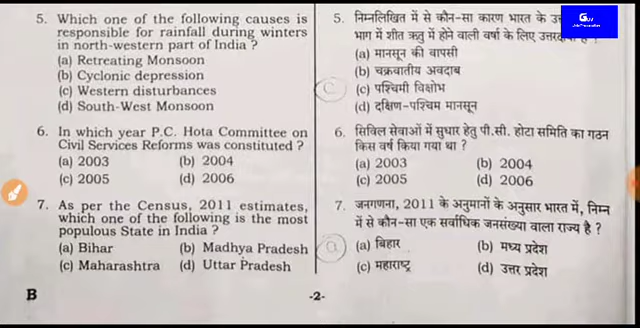 5. Which one of the following causes is
responsible for rainfall during winters
in north-western part of India ?
(a) Retreating Monsoon
(b) Cyclonic depression
(c) Western disturbances
(d) South-West Monsoon
6. In which year P.C. Hota Committee on
Civil Services Reforms was constituted ?
(a) 2003 (b) 2004
(c) 2005 (d) 2006
7. As per the Census, 2011 estimates,
which one of the following is the most
populous State in India ?
(a) Bihar (b) Madhya Pradesh
(c) Maharashtra (d) Uttar Pradesh
B
-2-
5. निम्नलिखित में से कौन-सा कारण भारत के
भाग में शीत ऋतु में होने वाली वर्षा के लिए
(a) मानसून की वापसी
(b) चक्रवातीय अवदाब
(c) पश्चिमी विक्षोभ
(d) दक्षिण-पश्चिम मानसून
6. सिविल सेवाओं में सुधार हेतु पी.सी. होटा समिति का गठन
किस वर्ष किया गया था ?
(a) 2003 (b) 2004
(c) 2005 (d) 2006
7. जनगणना, 2011 के अनुमानों के अनुसार भारत में, निम्न
में से कौन-सा एक सर्वाधिक जनसंख्या वाला राज्य है ?
(a) बिहार (b) मध्य प्रदेश
(c) महाराष्ट्र (d) उत्तर प्रदेश